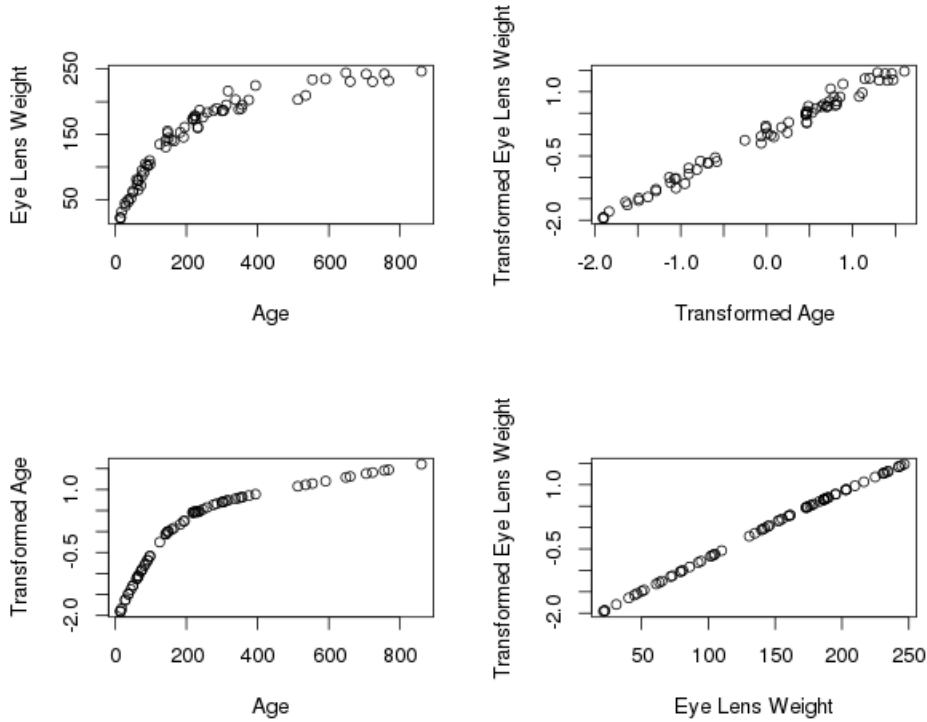 Eye Lens Weight
250
150
50
0 200 400 600 800
Age
Transformed Eye Lens Weight
1.0
-0.5
-2.0
-2.0 -1.0 0.0 1.0
Transformed Age
Transformed Age
1.0
-0.5
-2.0
0 200 400 600 800
Age
Transformed Eye Lens Weight
1.0
-0.5
-2.0
50 100 150 200 250
Eye Lens Weight